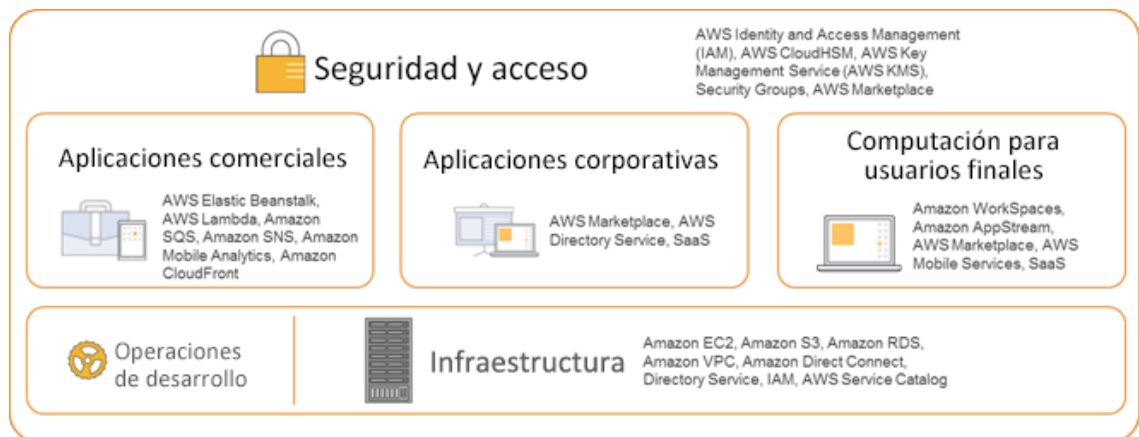 Seguridad y acceso
AWS Identity and Access Management
(IAM), AWS CloudHSM, AWS Key
Management Service (AWS KMS),
Security Groups, AWS Marketplace
Aplicaciones comerciales
AWS Elastic Beanstalk,
AWS Lambda, Amazon
SQS, Amazon SNS, Amazon
Mobile Analytics, Amazon
CloudFront
Aplicaciones corporativas
AWS Marketplace, AWS
Directory Service, SaaS
Computación para
usuarios finales
Amazon WorkSpaces,
Amazon AppStream,
AWS Marketplace, AWS
Mobile Services, SaaS
Operaciones
de desarrollo
Infraestructura
Amazon EC2, Amazon S3, Amazon RDS,
Amazon VPC, Amazon Direct Connect,
Directory Service, IAM, AWS Service Catalog